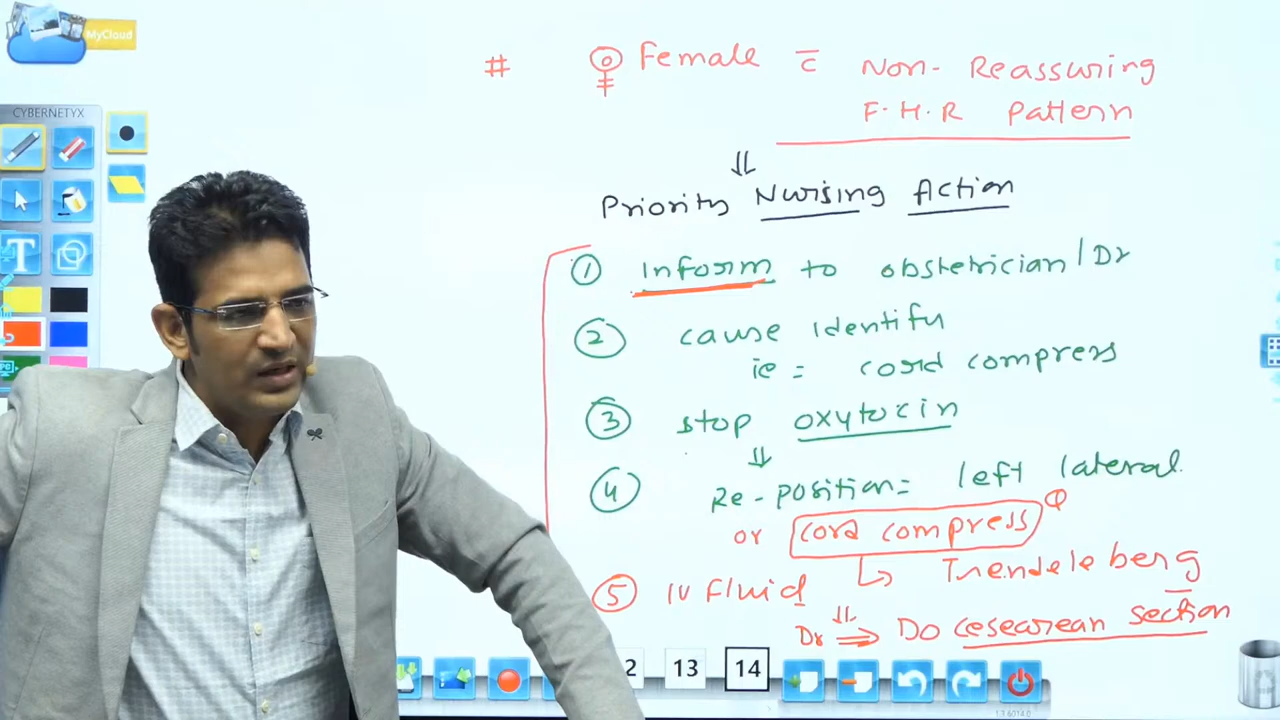 MyCloud
CYBERNETYX
# Female c̄ Non-Reassuring
F.H.R Pattern
Priority Nursing Action
① Inform to obstetrician/Dr
② cause identify
ie = cord compress
③ stop oxytocin
④ Re-position = left lateral
or cord compress
Trendeleberg
⑤ IV fluid
Dr ⇒ Do cesearean section
2 13 14